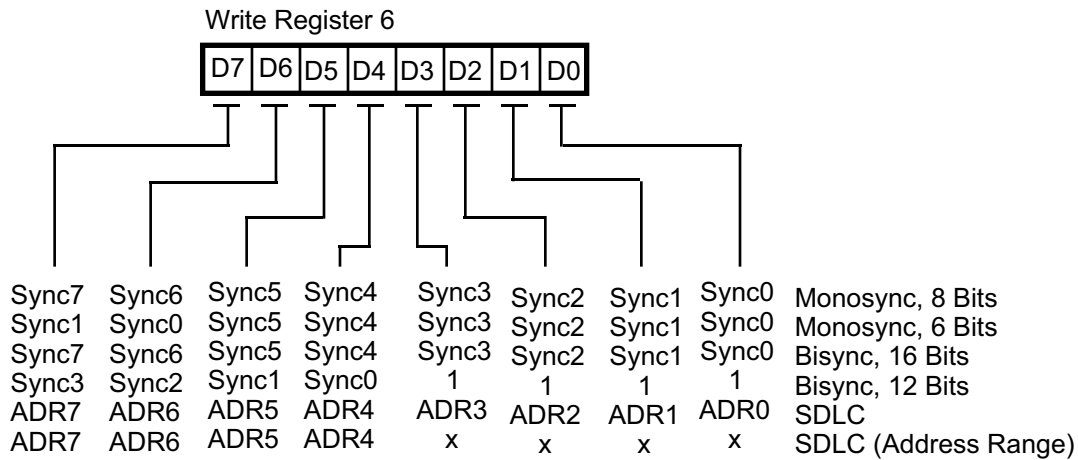 Write Register 6
D7 D6 D5 D4 D3 D2 D1 D0
Sync7 Sync6 Sync5 Sync4 Sync3 Sync2 Sync1 Sync0 Monosync, 8 Bits
Sync1 Sync0 Sync5 Sync4 Sync3 Sync2 Sync1 Sync0 Monosync, 6 Bits
Sync7 Sync6 Sync5 Sync4 Sync3 Sync2 Sync1 Sync0 Bisync, 16 Bits
Sync3 Sync2 Sync1 Sync0 1 1 1 1 Bisync, 12 Bits
ADR7 ADR6 ADR5 ADR4 ADR3 ADR2 ADR1 ADR0 SDLC
ADR7 ADR6 ADR5 ADR4 x x x x SDLC (Address Range)